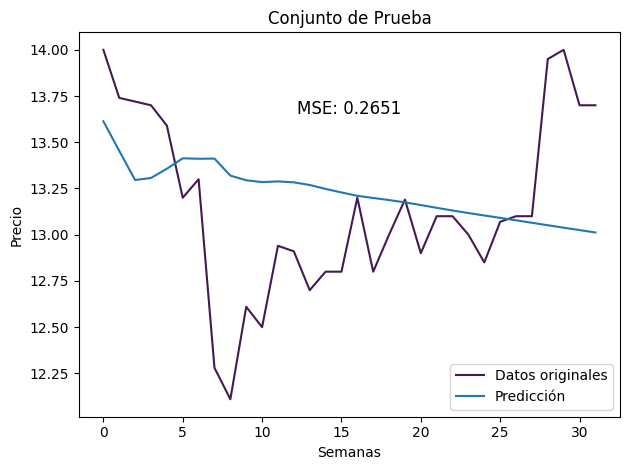 Conjunto de Prueba
14.00
13.75
13.50
13.25
13.00
12.75
12.50
12.25
Precio
MSE: 0.2651
Datos originales
Predicción
0 5 10 15 20 25 30
Semanas